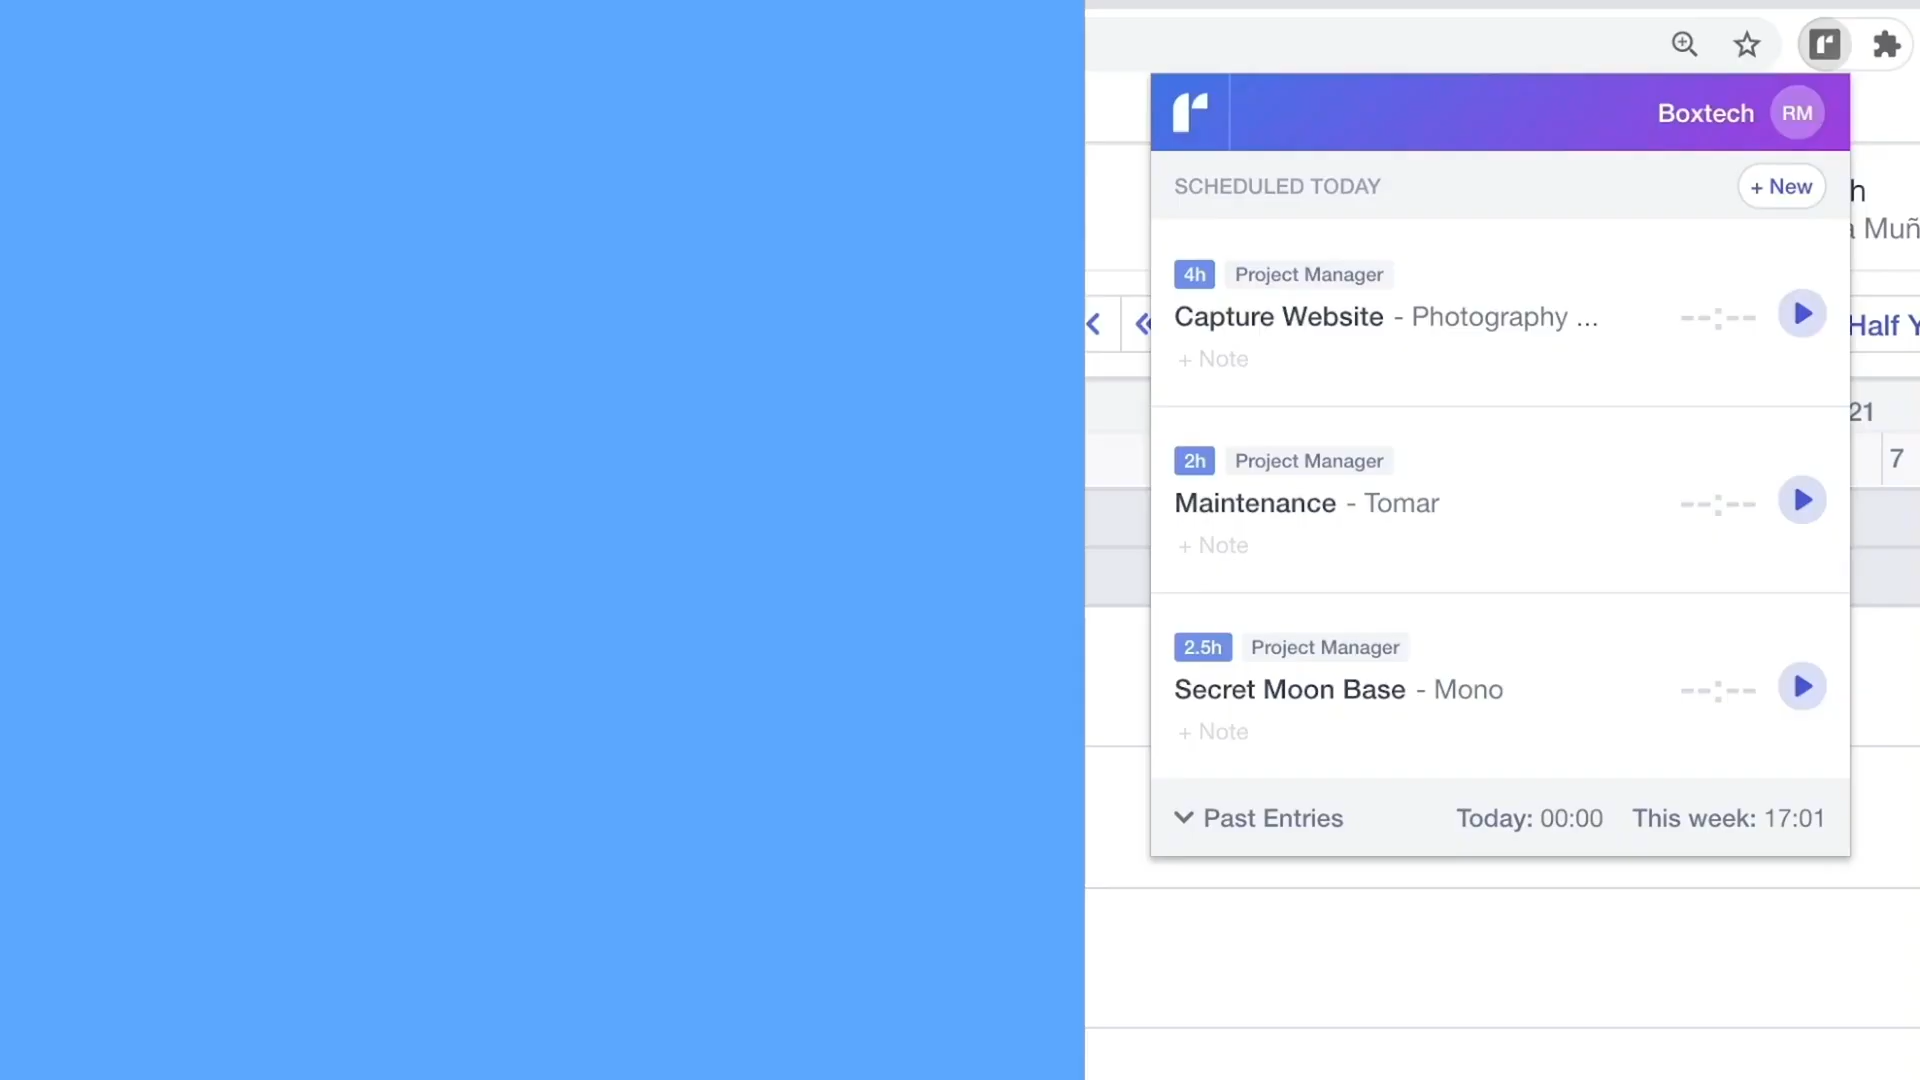 Boxtech RM
SCHEDULED TODAY
+ New
4h Project Manager
Capture Website - Photography ...
--:--
+ Note
2h Project Manager
Maintenance - Tomar
--:--
+ Note
2.5h Project Manager
Secret Moon Base - Mono
--:--
+ Note
Past Entries Today: 00:00 This week: 17:01
h
a Muñ
Half Y
21
7